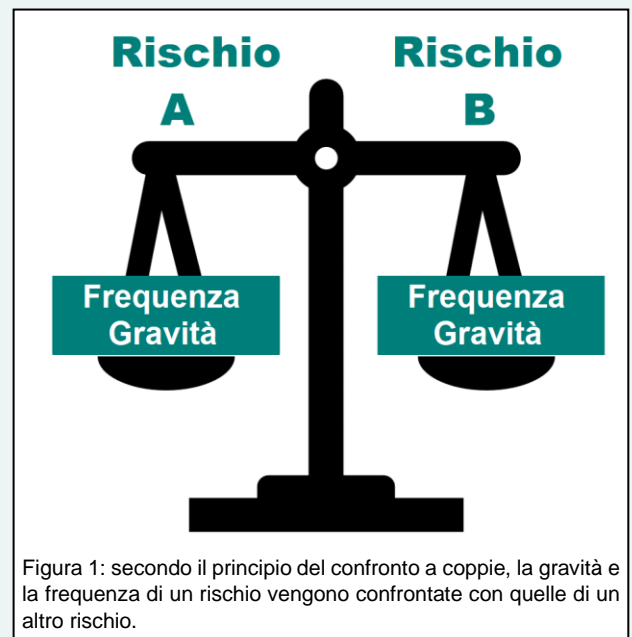 Rischio
A
Rischio
B
Frequenza
Gravità
Frequenza
Gravità
Figura 1: secondo il principio del confronto a coppie, la gravità e
la frequenza di un rischio vengono confrontate con quelle di un
altro rischio.